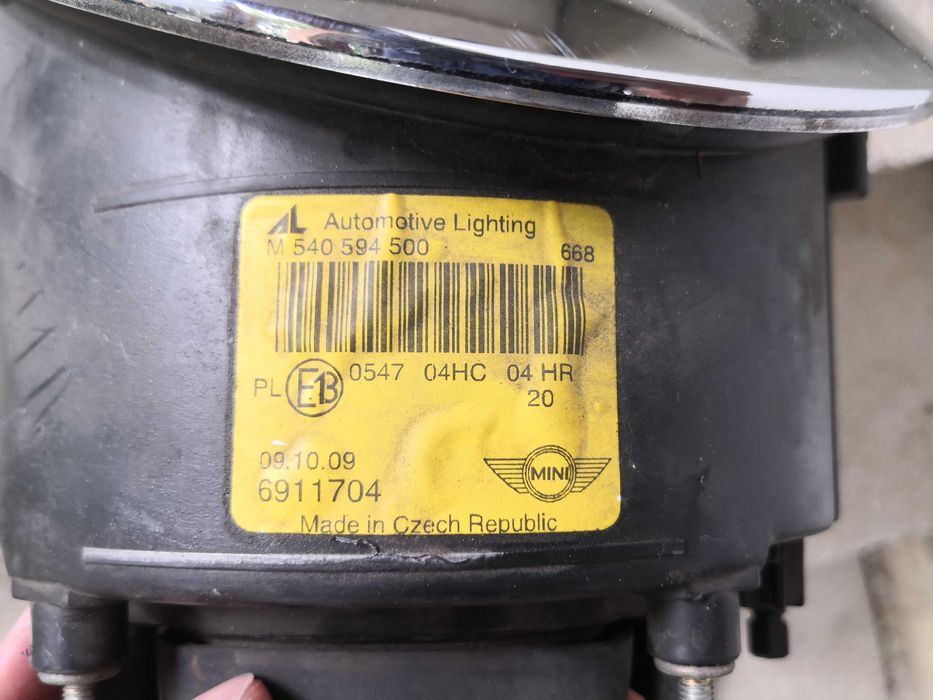 AL Automotive Lighting
M 540 594 500 668
PL E13 0547 04HC 04 HR
20
09.10.09
6911704
MINI
Made in Czech Republic